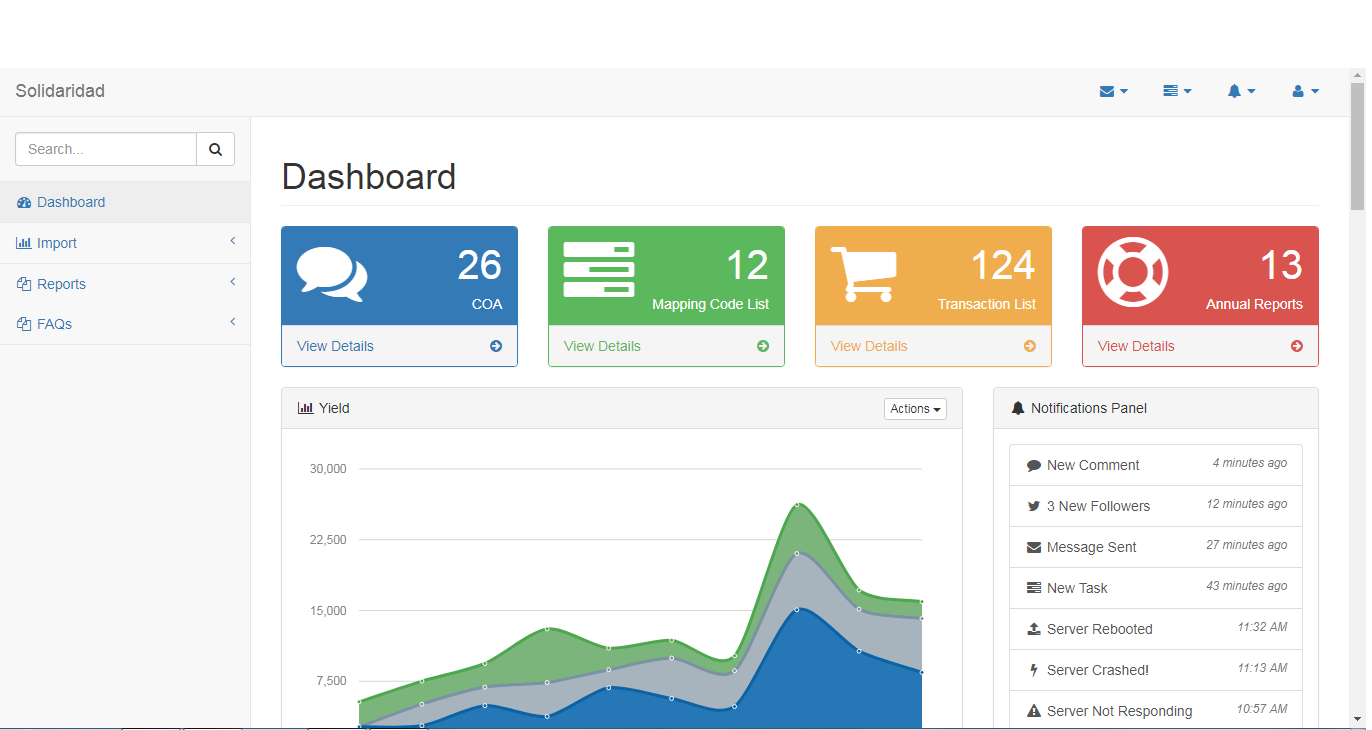 Solidaridad
Search...
Dashboard
Import
Reports
FAQs
Dashboard
26
COA
View Details
12
Mapping Code List
View Details
124
Transaction List
View Details
13
Annual Reports
View Details
Yield
Actions
30,000
22,500
15,000
7,500
Notifications Panel
New Comment 4 minutes ago
3 New Followers 12 minutes ago
Message Sent 27 minutes ago
New Task 43 minutes ago
Server Rebooted 11:32 AM
Server Crashed! 11:13 AM
Server Not Responding 10:57 AM